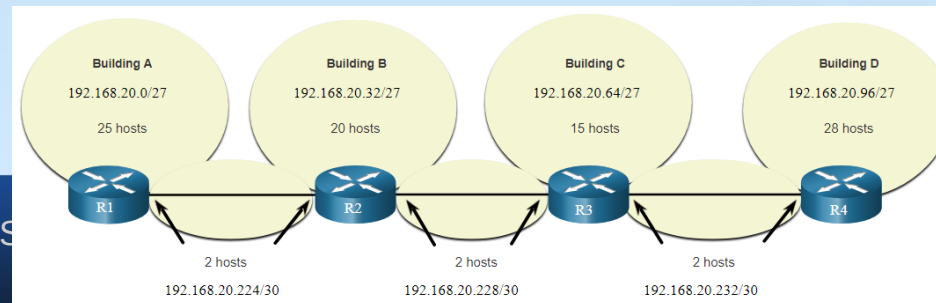 Building A
192.168.20.0/27
25 hosts
Building B
192.168.20.32/27
20 hosts
Building C
192.168.20.64/27
15 hosts
Building D
192.168.20.96/27
28 hosts
R1
R2
R3
R4
S
2 hosts
192.168.20.224/30
2 hosts
192.168.20.228/30
2 hosts
192.168.20.232/30